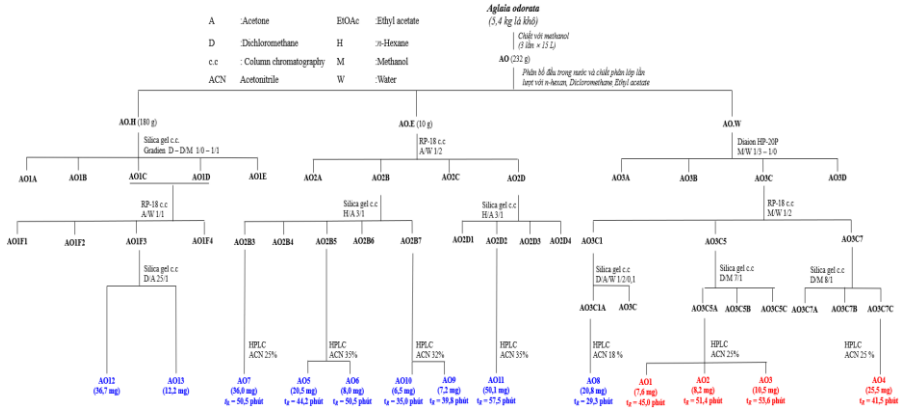 Aglaia odorata
(5,4 kg lá khô)
A :Acetone EtOAc :Ethyl acetate
D :Dichloromethane H :n-Hexane
c.c : Column chromatography M :Methanol
ACN Acetonitrile W :Water
Chiết với methanol
(3 lần × 15 L)
AO (232 g)
Phân bố đều trong nước và chiết phân lớp lần
lượt với n-hexan, Dicloromethane, Ethyl acetate
AO.H (180 g) AO.E (10 g) AO.W
Silica gel c.c.
Gradien D – D/M 1/0 – 1/1
RP-18 c.c.
A/W 1/2
Diaion HP-20P
M/W 1/3 – 1/0
AO1A AO1B AO1C AO1D AO1E AO2A AO2B AO2C AO2D AO3A AO3B AO3C AO3D
RP-18 c.c.
A/W 1/1
Silica gel c.c
H/A 3/1
Silica gel c.c
H/A 3/1
RP-18 c.c
M/W 1/2
AO1F1 AO1F2 AO1F3 AO1F4 AO2B3 AO2B4 AO2B5 AO2B6 AO2B7 AO2D1 AO2D2 AO2D3 AO2D4 AO3C1 AO3C5 AO3C7
Silica gel c.c
D/A 25/1
Silica gel c.c
D/A/W 1/2/0,1
Silica gel c.c
D/M 7/1
Silica gel c.c
D/M 8/1
AO3C1A AO3C AO3C5A AO3C5B AO3C5C AO3C7A AO3C7B AO3C7C
HPLC
ACN 25%
HPLC
ACN 35%
HPLC
ACN 32%
HPLC
ACN 35%
HPLC
ACN 18 %
HPLC
ACN 25%
HPLC
ACN 25 %
AO12
(36,7 mg)
AO13
(12,2 mg)
AO7
(36,0 mg)
tR = 50,5 phút
AO5
(20,5 mg)
tR = 44,2 phút
AO6
(8,0 mg)
tR = 50,5 phút
AO10
(6,5 mg)
tR = 35,0 phút
AO9
(7,2 mg)
tR = 39,8 phút
AO11
(50,1 mg)
tR = 57,5 phút
AO8
(20,8 mg)
tR = 29,3 phút
AO1
(7,6 mg)
tR = 45,0 phút
AO2
(8,2 mg)
tR = 51,4 phút
AO3
(10,5 mg)
tR = 53,6 phút
AO4
(25,5 mg)
tR = 41,5 phút